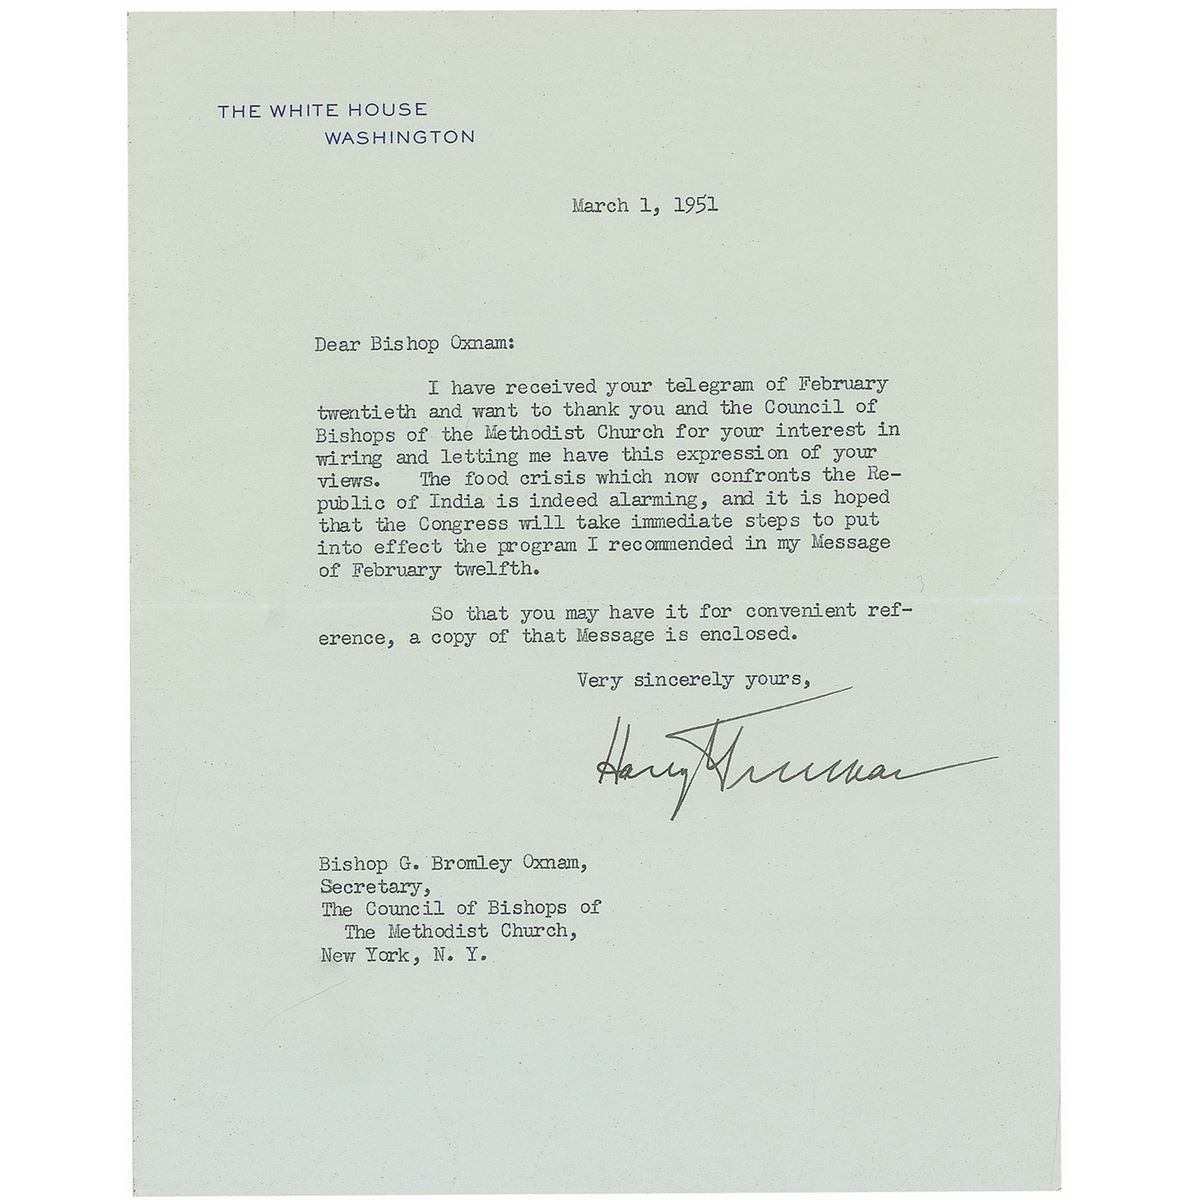 THE WHITE HOUSE
WASHINGTON
March 1, 1951
Dear Bishop Oxnam:
I have received your telegram of February
twentieth and want to thank you and the Council of
Bishops of the Methodist Church for your interest in
wiring and letting me have this expression of your
views. The food crisis which now confronts the Re-
public of India is indeed alarming, and it is hoped
that the Congress will take immediate steps to put
into effect the program I recommended in my Message
of February twelfth.
So that you may have it for convenient ref-
erence, a copy of that Message is enclosed.
Very sincerely yours,
Harry Truman
Bishop G. Bromley Oxnam,
Secretary,
The Council of Bishops of
The Methodist Church,
New York, N. Y.